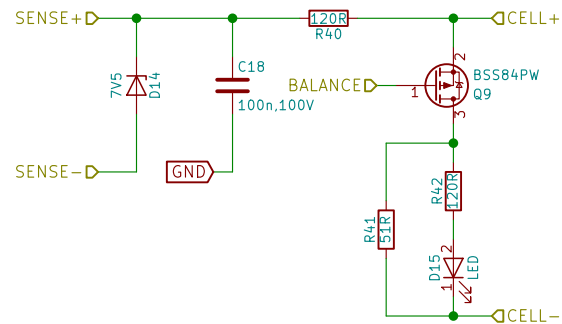 SENSE+
120R
R40
CELL+
7V5
D14
C18
100n,100V
BALANCE
1
2
BSS84PW
Q9
3
SENSE-
GND
R42
120R
R41
51R
2
D15
LED
1
CELL-